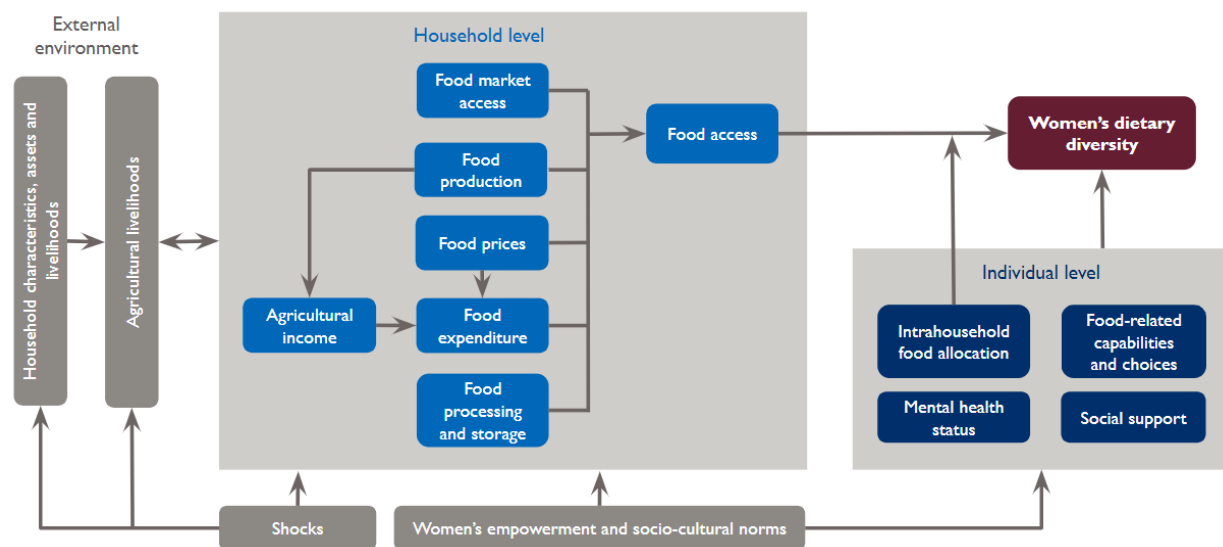 External
environment
Household characteristics, assets and
livelihoods
Agricultural livelihoods
Household level
Food market
access
Food
production
Food prices
Agricultural
income
Food
expenditure
Food
processing
and storage
Food access
Women's dietary
diversity
Individual level
Intrahousehold
food allocation
Food-related
capabilities
and choices
Mental health
status
Social support
Shocks
Women's empowerment and socio-cultural norms